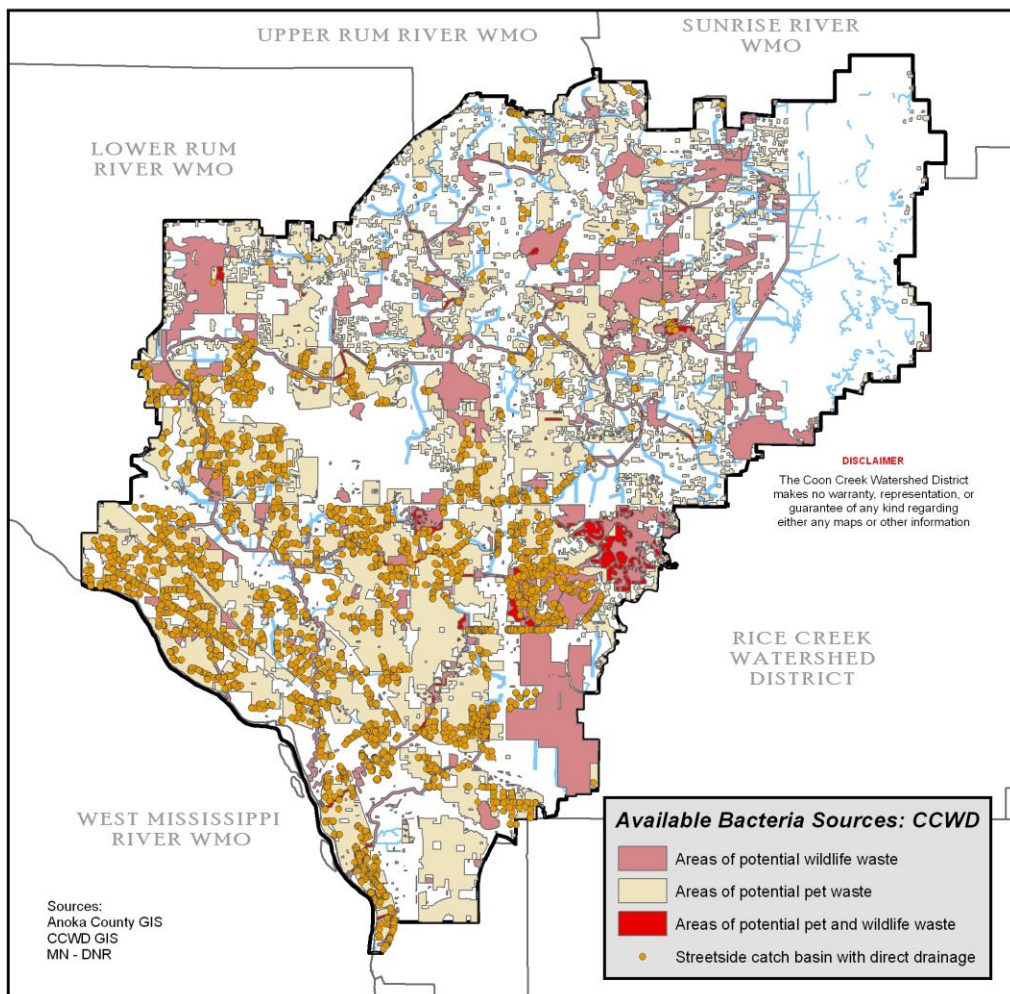 UPPER RUM RIVER WMO
SUNRISE RIVER
WMO
LOWER RUM
RIVER WMO
DISCLAIMER
The Coon Creek Watershed District
makes no warranty, representation, or
guarantee of any kind regarding
either any maps or other information
RICE CREEK
WATERSHED
DISTRICT
WEST MISSISSIPPI
RIVER WMO
Sources:
Anoka County GIS
CCWD GIS
MN - DNR
Available Bacteria Sources: CCWD
Areas of potential wildlife waste
Areas of potential pet waste
Areas of potential pet and wildlife waste
Streetside catch basin with direct drainage